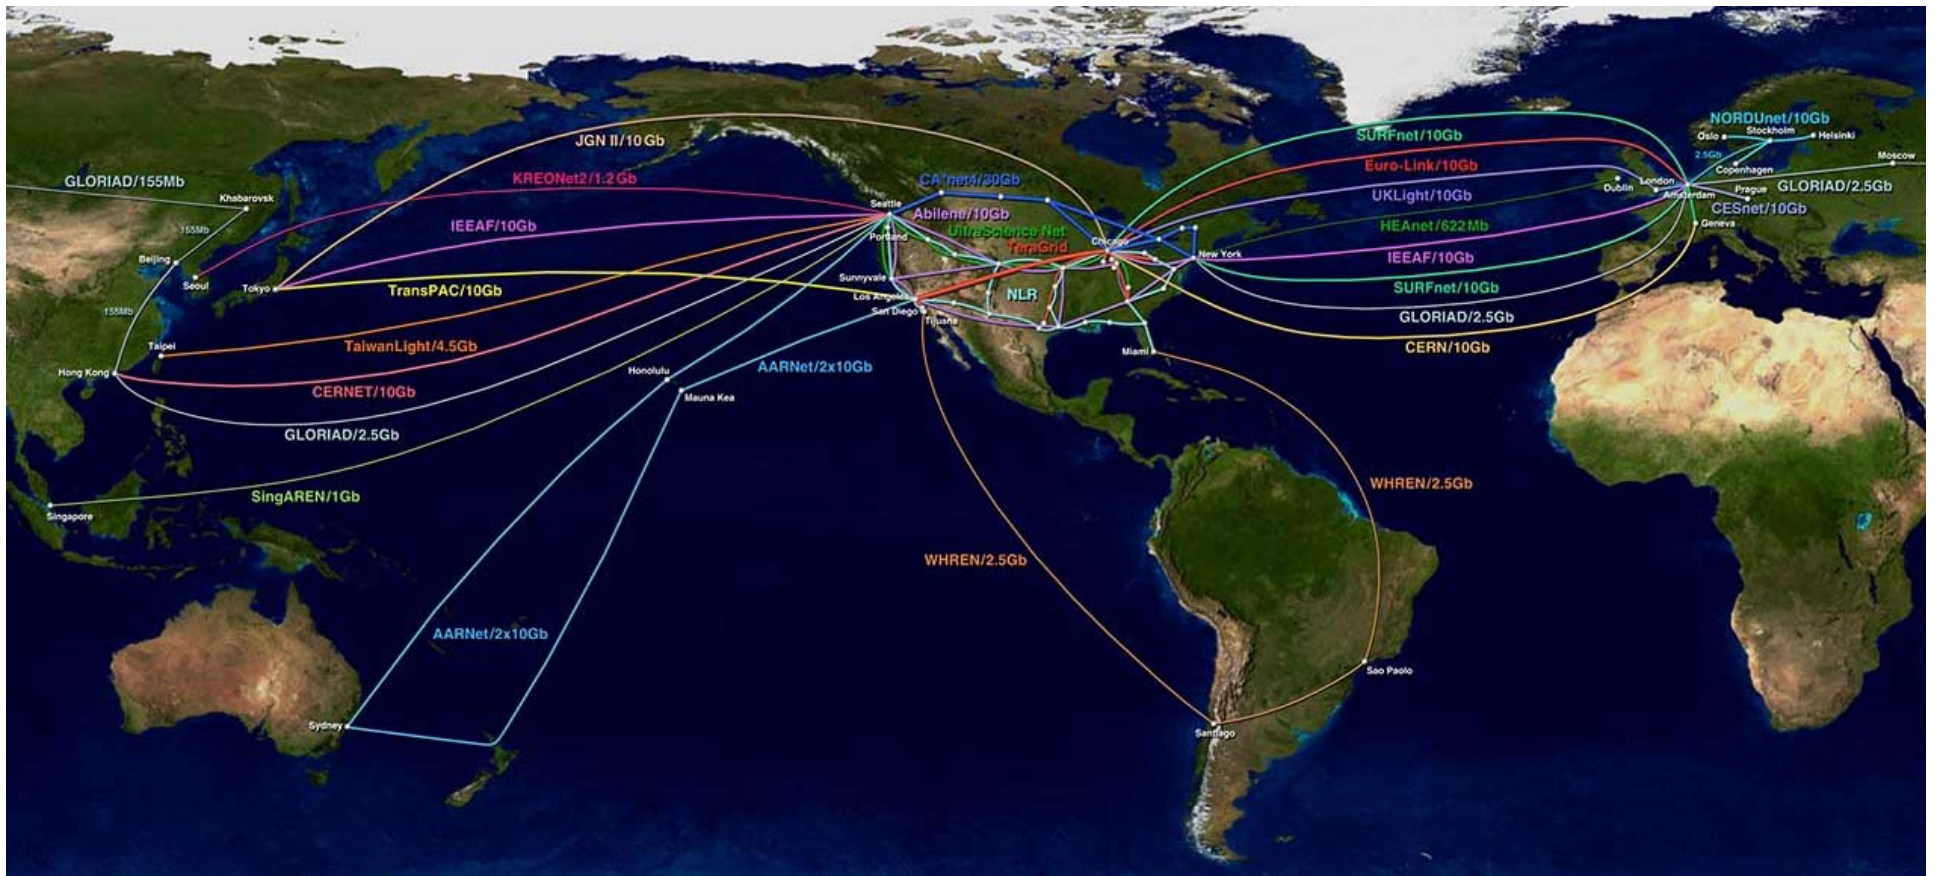 NORDUnet/10Gb
JGN II/10 Gb
SURFnet/10Gb
Oslo
Stockholm
Helsinki
2.5Gb
Copenhagen
Moscow
Euro-Link/10Gb
KREONet2/1.2 Gb
CA*net4/30Gb
GLORIAD/155Mb
UKLight/10Gb
Dublin
London
Amsterdam
Prague
GLORIAD/2.5Gb
CESnet/10Gb
Khabarovsk
Seattle
Abilene/10Gb
IEEAF/10Gb
UltraScience Net
HEAnet/622Mb
Geneva
155Mb
Portland
TeraGrid
Chicago
New York
Beijing
IEEAF/10Gb
Seoul
Tokyo
TransPAC/10Gb
Sunnyvale
SURFnet/10Gb
Los Angeles
NLR
155Mb
San Diego
Tijuana
GLORIAD/2.5Gb
Taipei
TaiwanLight/4.5Gb
Miami
CERN/10Gb
Hong Kong
Honolulu
AARNet/2x10Gb
CERNET/10Gb
Mauna Kea
GLORIAD/2.5Gb
WHREN/2.5Gb
SingAREN/1Gb
Singapore
WHREN/2.5Gb
AARNet/2x10Gb
Sao Paolo
Sydney
Santiago